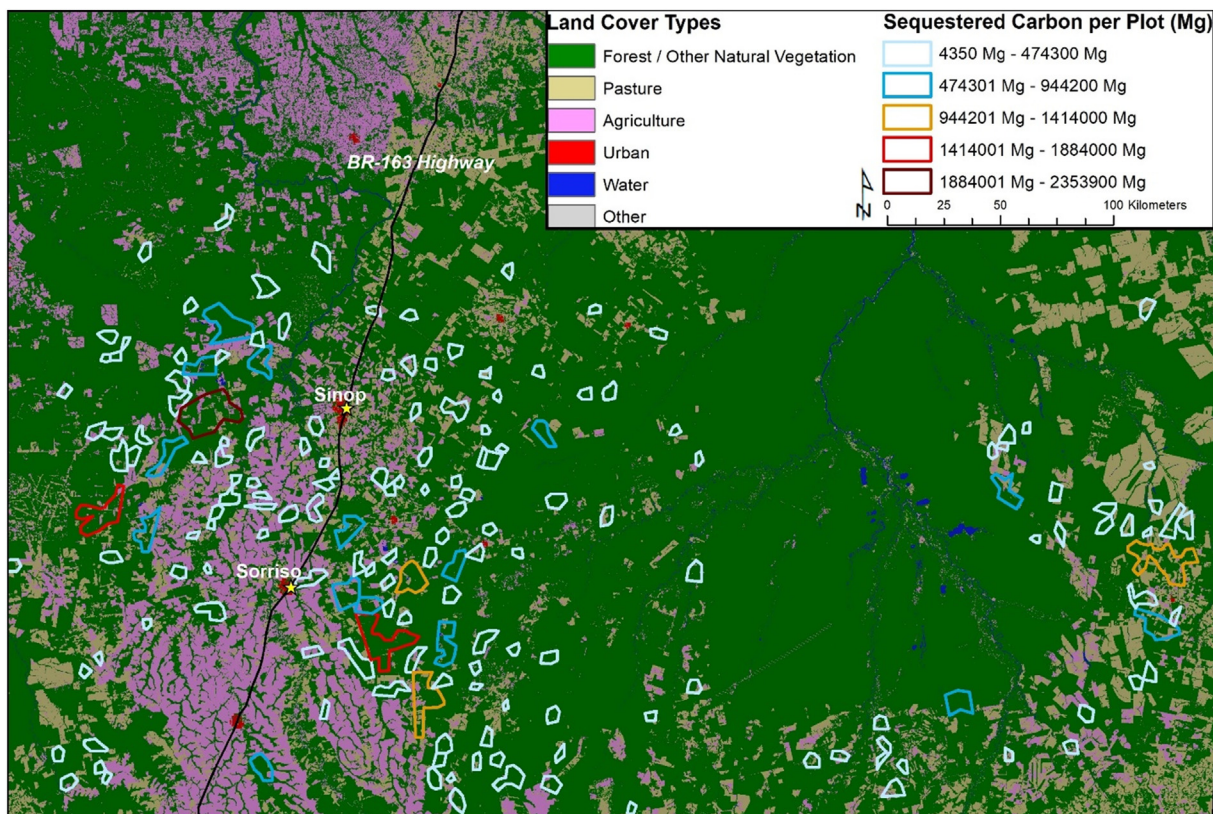 Land Cover Types
Forest / Other Natural Vegetation
Pasture
Agriculture
Urban
Water
Other
Sequestered Carbon per Plot (Mg)
4350 Mg - 474300 Mg
474301 Mg - 944200 Mg
944201 Mg - 1414000 Mg
1414001 Mg - 1884000 Mg
1884001 Mg - 2353900 Mg
N
0 25 50 100 Kilometers
BR-163 Highway
Sinop
Sorriso